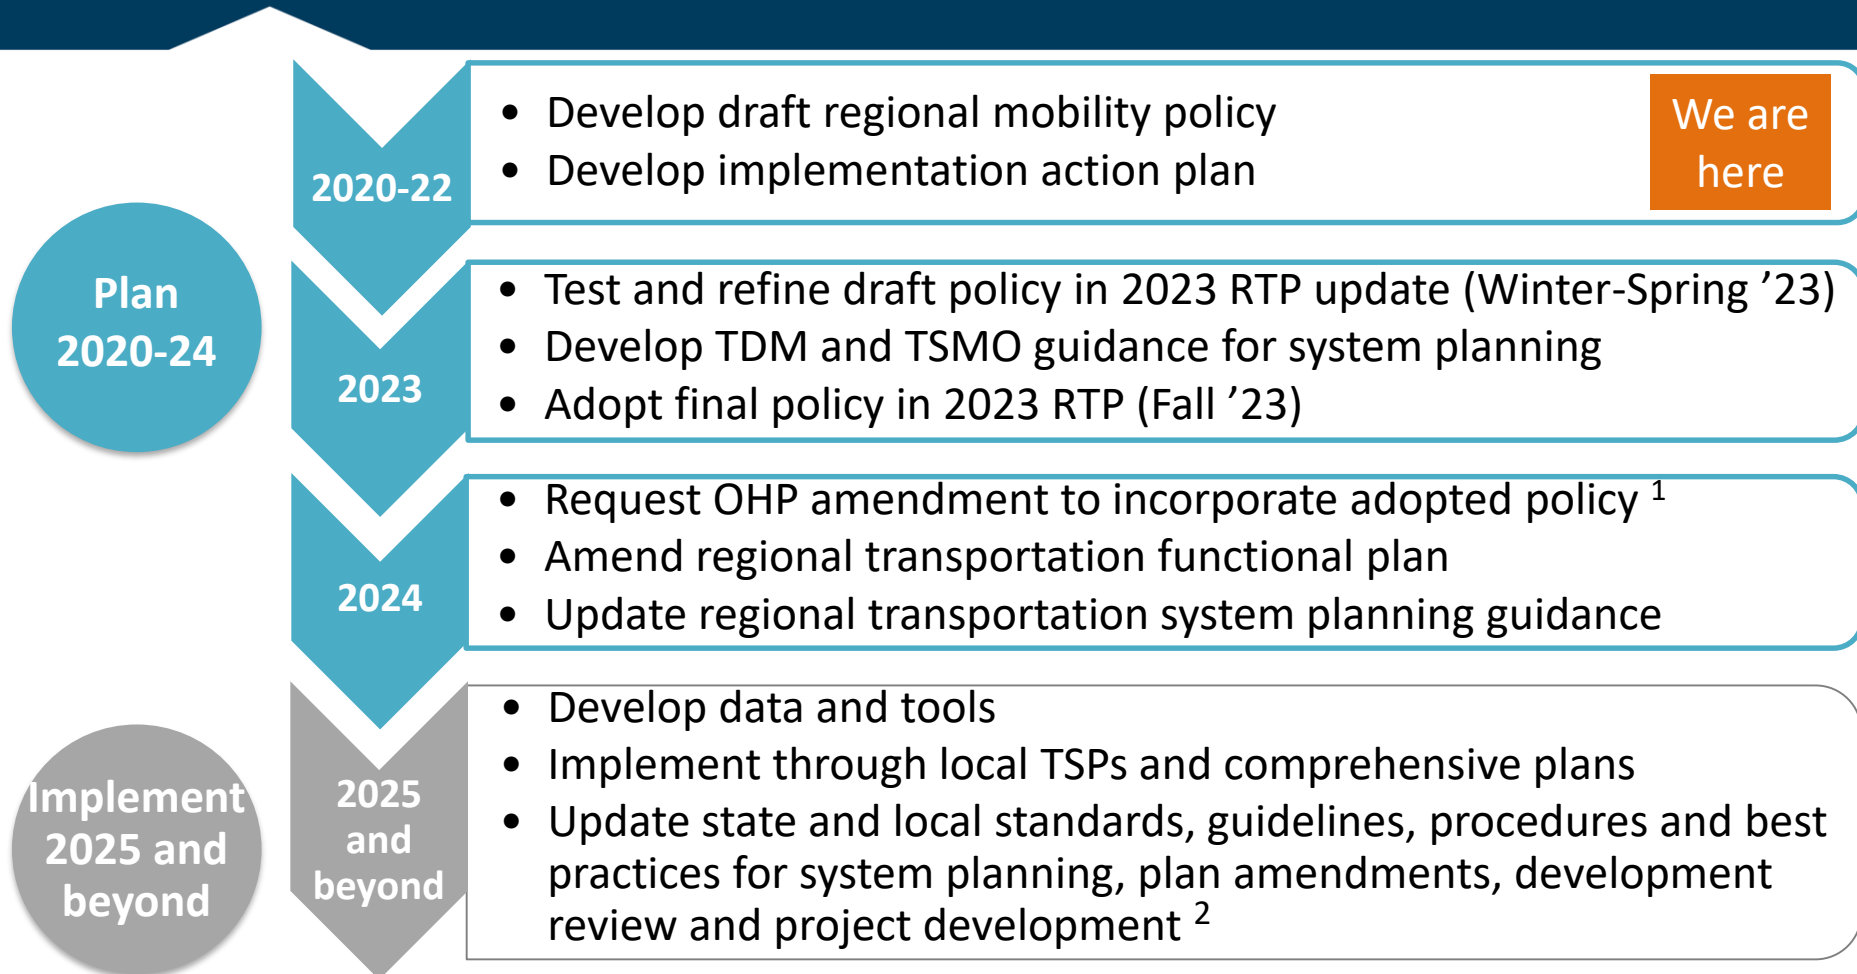 • Develop draft regional mobility policy
• Develop implementation action plan
We are
here
2020-22
Plan
2020-24
• Test and refine draft policy in 2023 RTP update (Winter-Spring ’23)
• Develop TDM and TSMO guidance for system planning
• Adopt final policy in 2023 RTP (Fall ’23)
2023
• Request OHP amendment to incorporate adopted policy 1
• Amend regional transportation functional plan
• Update regional transportation system planning guidance
2024
Implement
2025 and
beyond
2025
and
beyond
• Develop data and tools
• Implement through local TSPs and comprehensive plans
• Update state and local standards, guidelines, procedures and best
practices for system planning, plan amendments, development
review and project development 2